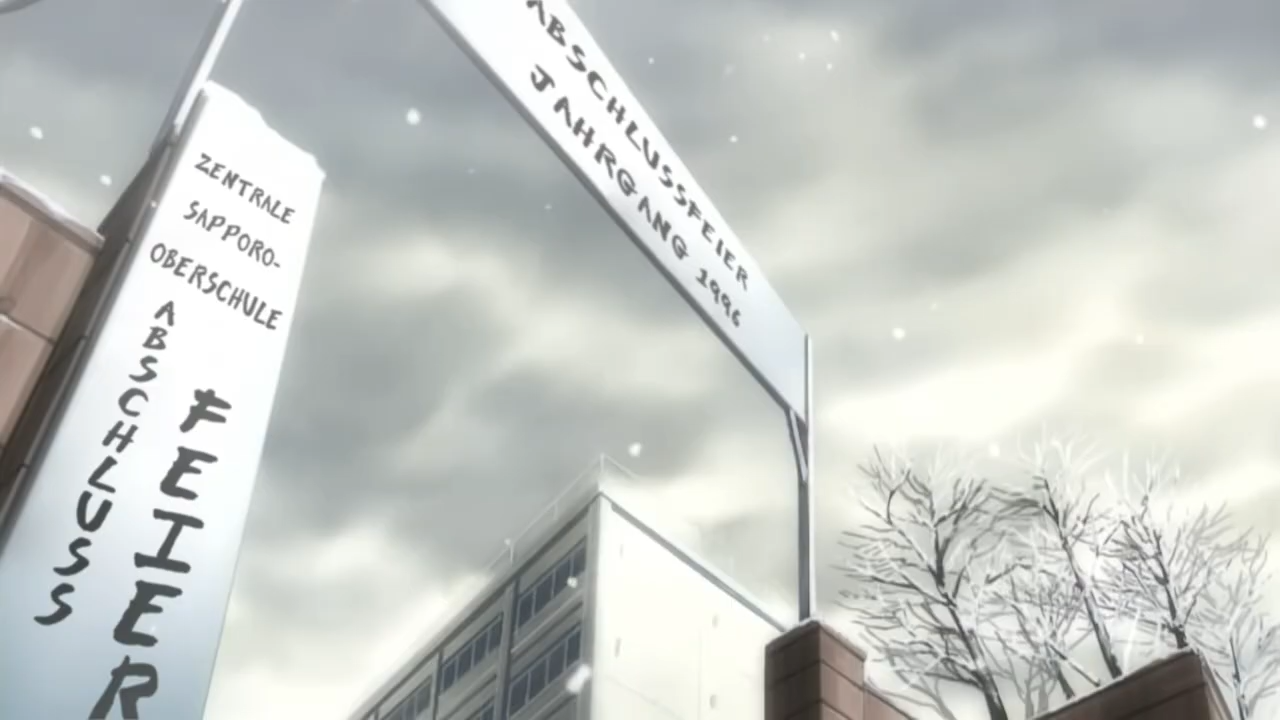 ZENTRALE
SAPPORO-
OBERSCHULE
ABSCHLUSS
FEIER
ABSCHLUSSFEIER
JAHRGANG 1996